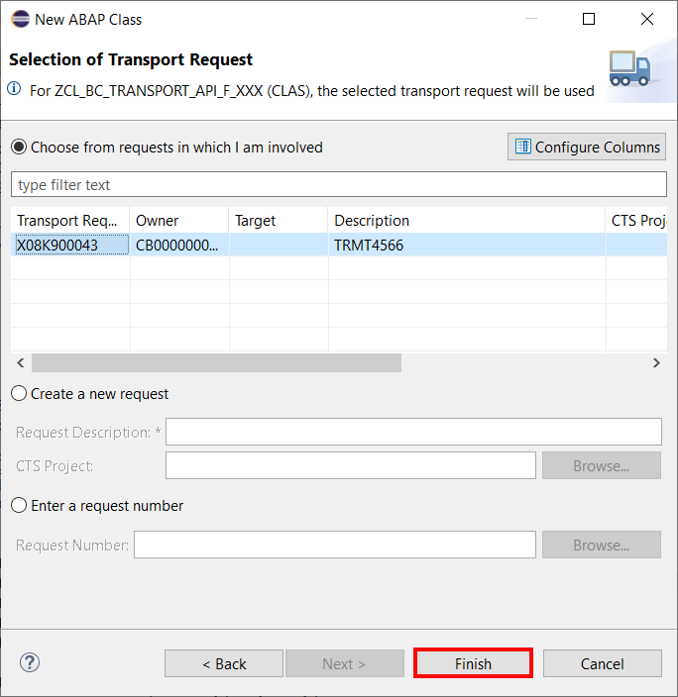 New ABAP Class
Selection of Transport Request
For ZCL_BC_TRANSPORT_API_F_XXX (CLAS), the selected transport request will be used
Choose from requests in which I am involved
Configure Columns
type filter text
Transport Req... Owner Target Description CTS Proj
X08K900043 CB0000000... TRMT4566
< >
Create a new request
Request Description: *
CTS Project: Browse...
Enter a request number
Request Number: Browse...
? < Back Next > Finish Cancel